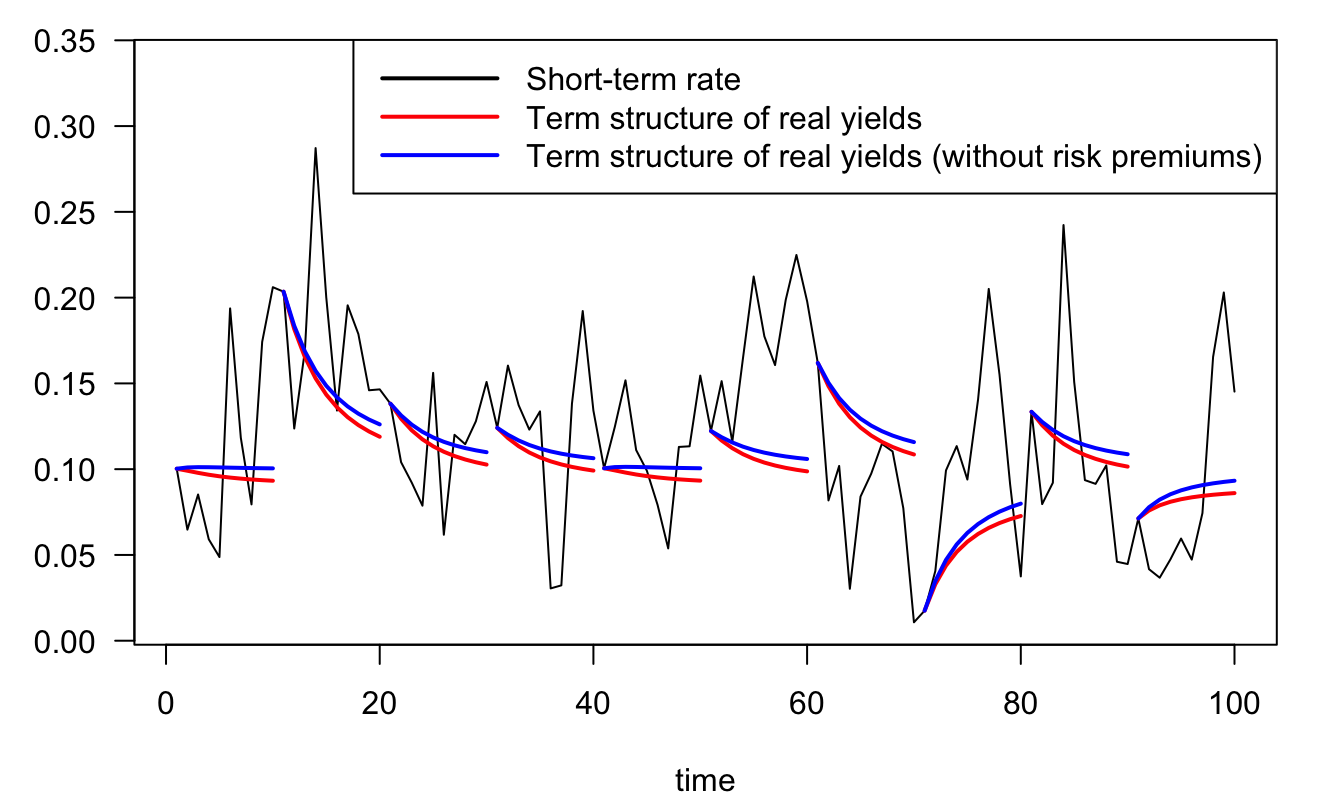 0.35
0.30
0.25
0.20
0.15
0.10
0.05
0.00
Short-term rate
Term structure of real yields
Term structure of real yields (without risk premiums)
0 20 40 60 80 100
time